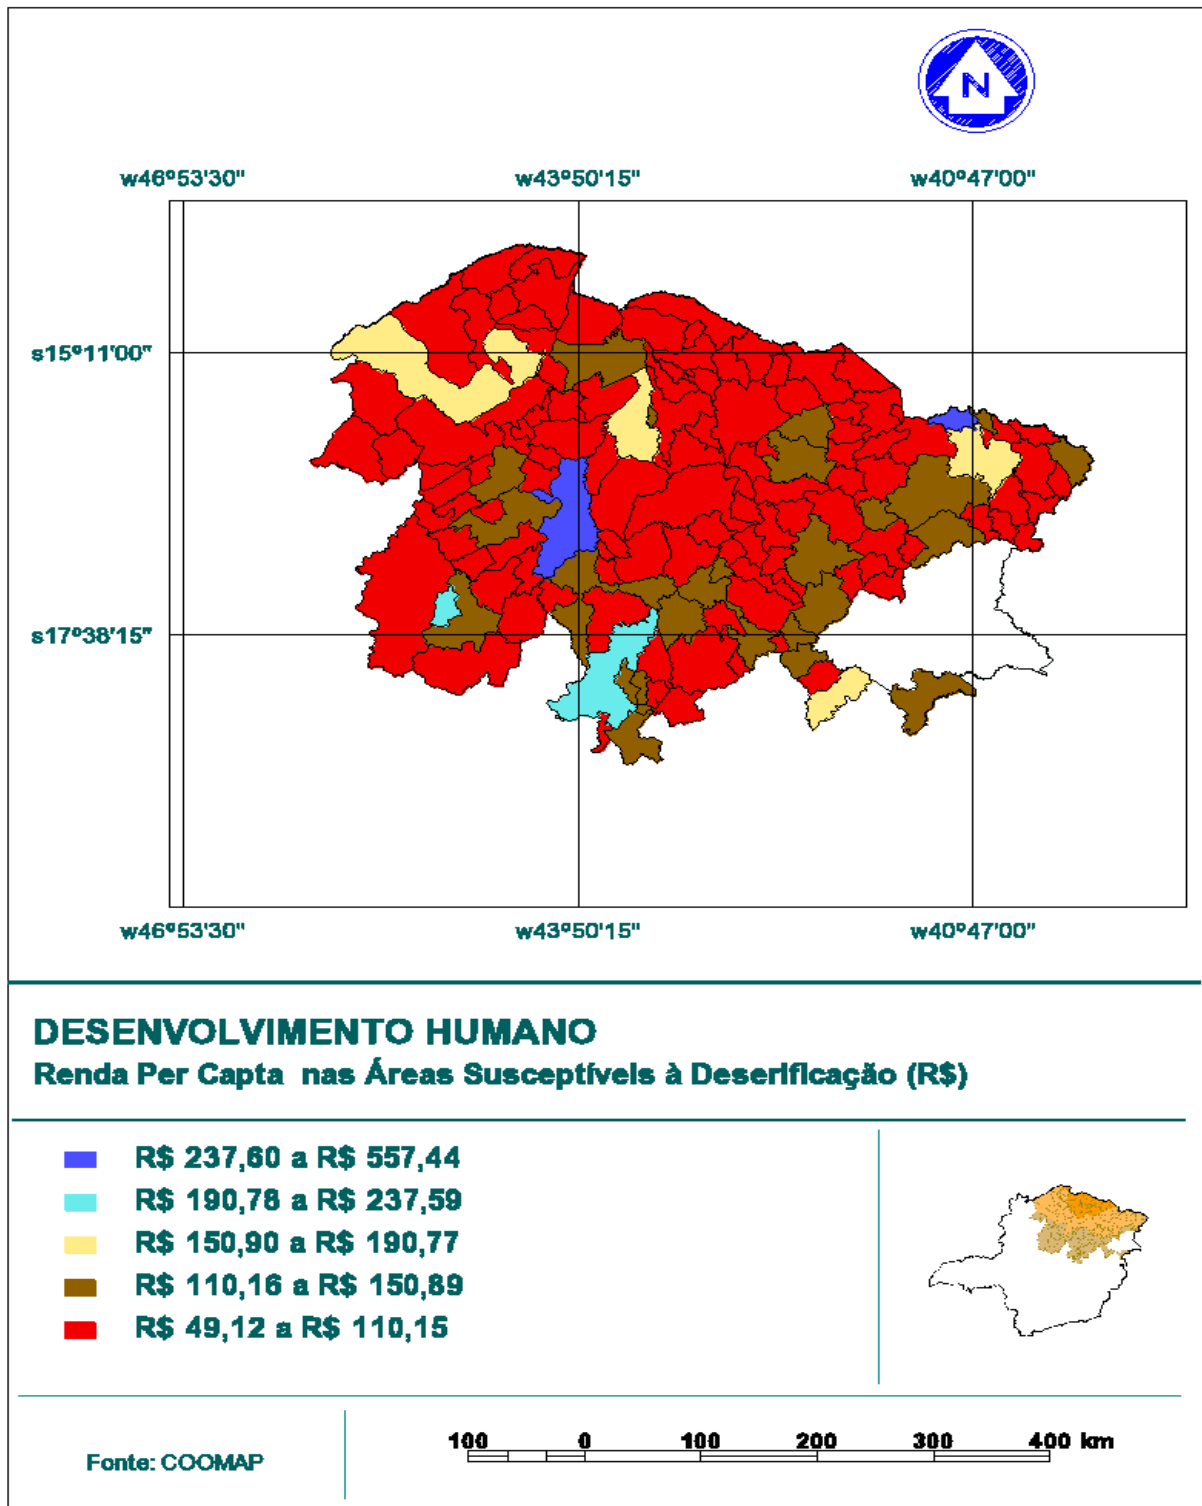 N
w46º53'30" w43º50'15" w40º47'00"
s15º11'00"
s17º38'15"
w46º53'30" w43º50'15" w40º47'00"
DESENVOLVIMENTO HUMANO
Renda Per Capta nas Áreas Susceptíveis à Deserificação (R$)
R$ 237,60 a R$ 557,44
R$ 190,78 a R$ 237,59
R$ 150,90 a R$ 190,77
R$ 110,16 a R$ 150,89
R$ 49,12 a R$ 110,15
100 0 100 200 300 400 km
Fonte: COOMAP